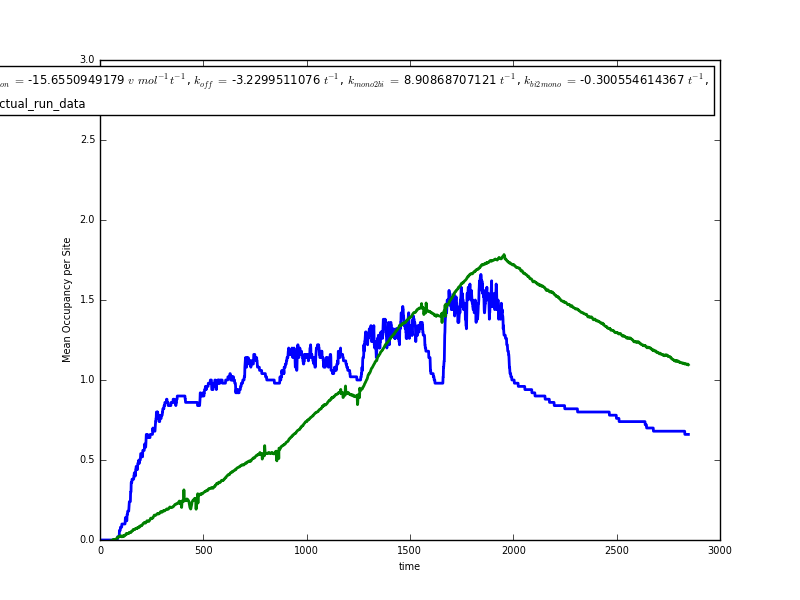 on = -15.6550949179 v mol⁻¹t⁻¹, k_off = -3.2299511076 t⁻¹, k_mono2bi = 8.90868707121 t⁻¹, k_bi2mono = -0.300554614367 t⁻¹,
ctual_run_data
3.0
2.5
2.0
1.5
1.0
0.5
0.0
Mean Occupancy per Site
0 500 1000 1500 2000 2500 3000
time